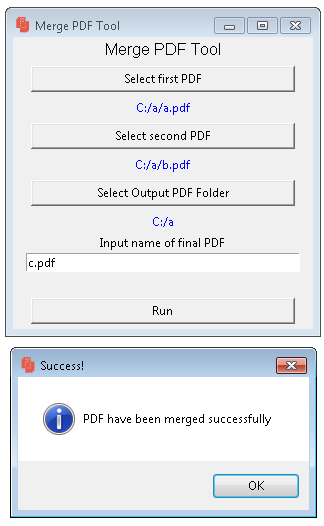 Merge PDF Tool
Merge PDF Tool
Select first PDF
C:/a/a.pdf
Select second PDF
C:/a/b.pdf
Select Output PDF Folder
C:/a
Input name of final PDF
c.pdf
Run
Success!
PDF have been merged successfully
OK